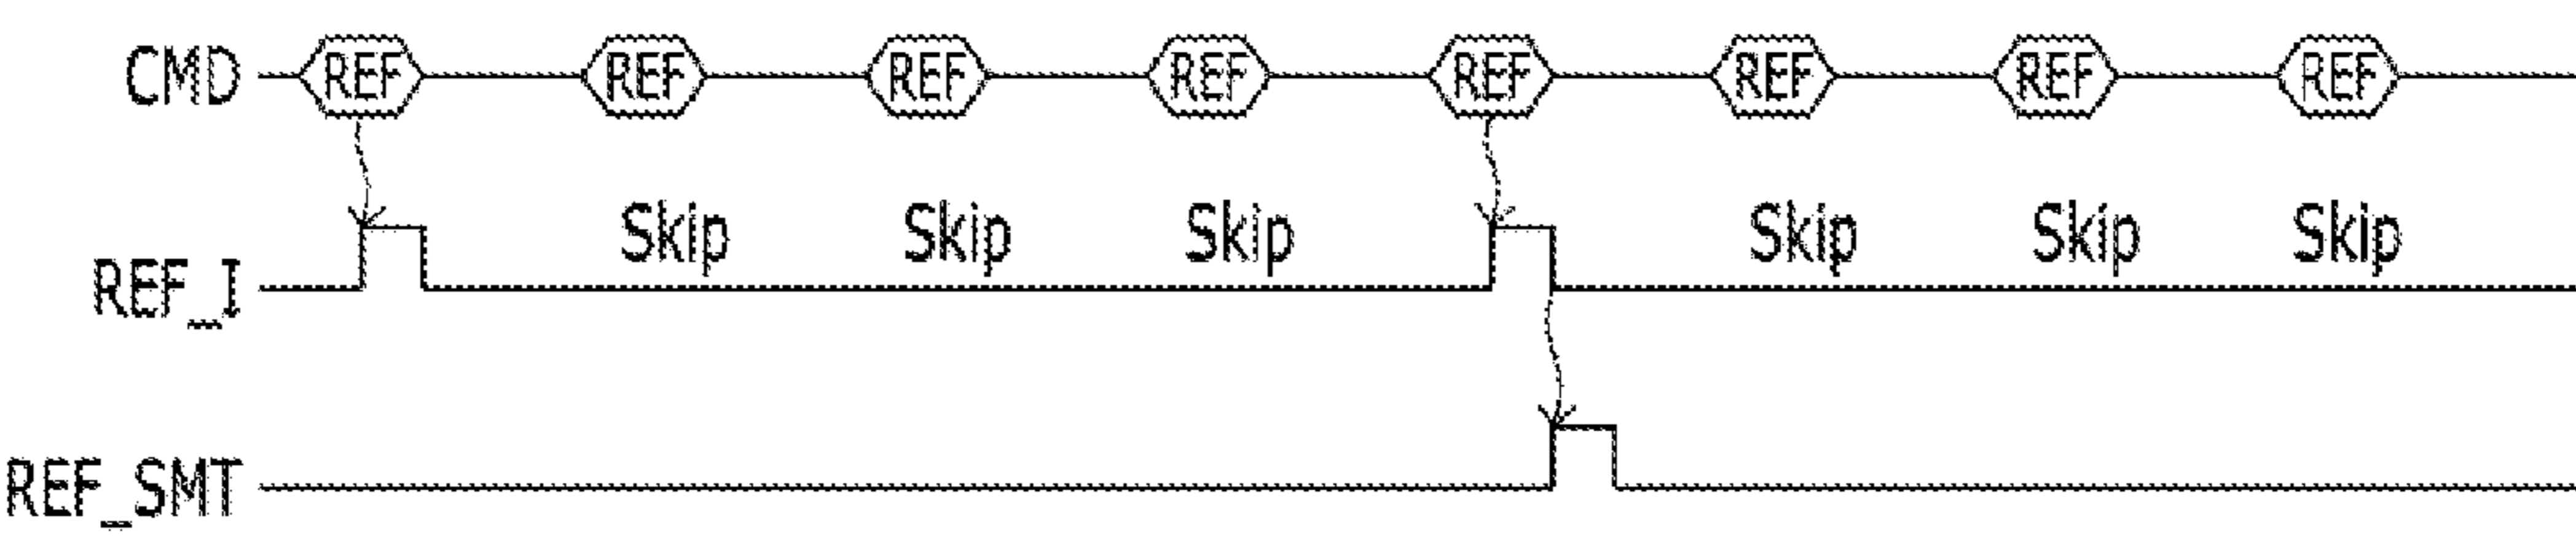 CMD REF REF REF REF REF REF REF REF
Skip Skip Skip Skip Skip Skip
REF_I
REF_SMT